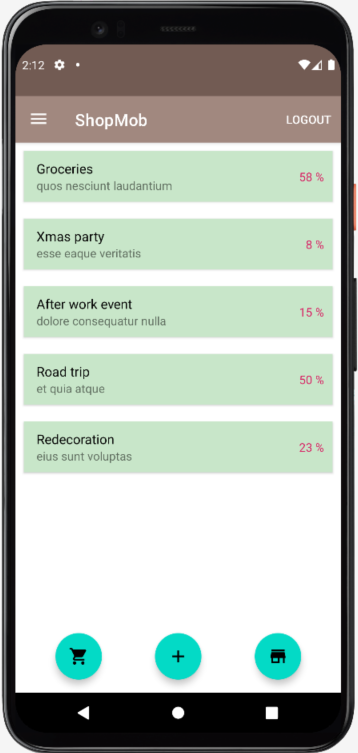 2:12
ShopMob
LOGOUT
Groceries
58 %
quos nesciunt laudantium
Xmas party
8 %
esse eaque veritatis
After work event
15 %
dolore consequatur nulla
Road trip
50 %
et quia atque
Redecoration
23 %
eius sunt voluptas